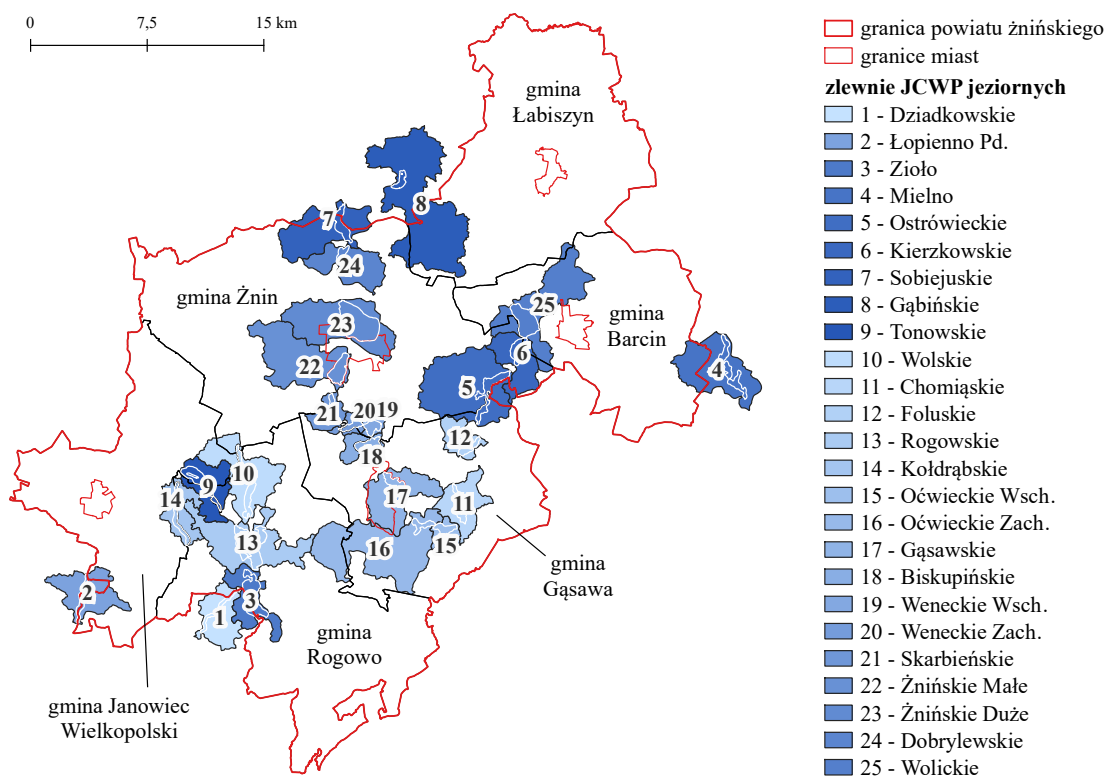 0
7,5
15 km
gmina
Łabiszyn
gmina Żnin
gmina
Barcin
gmina
Gąsawa
gmina
Rogowo
gmina Janowiec
Wielkopolski
8
7
24
25
23
6
22
5
4
21
20
19
12
18
10
9
14
17
11
13
16
15
2
3
1
granica powiatu żnińskiego
granice miast
zlewnie JCWP jeziornych
1 - Dziadkowskie
2 - Łopienno Pd.
3 - Zioło
4 - Mielno
5 - Ostrówieckie
6 - Kierzkowskie
7 - Sobiejuskie
8 - Gąbińskie
9 - Tonowskie
10 - Wolskie
11 - Chomiąskie
12 - Foluskie
13 - Rogowskie
14 - Kołdrąbskie
15 - Oćwieckie Wsch.
16 - Oćwieckie Zach.
17 - Gąsawskie
18 - Biskupińskie
19 - Weneckie Wsch.
20 - Weneckie Zach.
21 - Skarbieńskie
22 - Żnińskie Małe
23 - Żnińskie Duże
24 - Dobrylewskie
25 - Wolickie